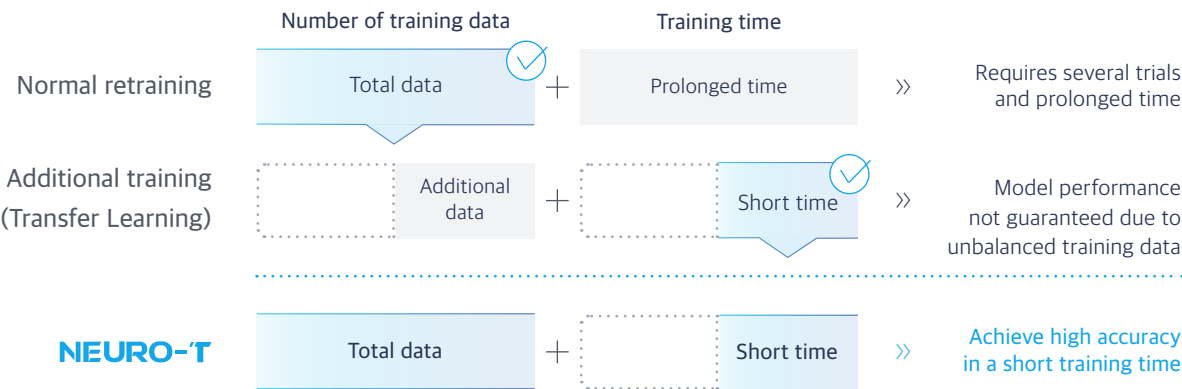 Number of training data
Training time
Normal retraining
Total data
+
Prolonged time
»
Requires several trials
and prolonged time
Additional training
(Transfer Learning)
Additional
data
+
Short time
»
Model performance
not guaranteed due to
unbalanced training data
NEURO-T
Total data
+
Short time
»
Achieve high accuracy
in a short training time